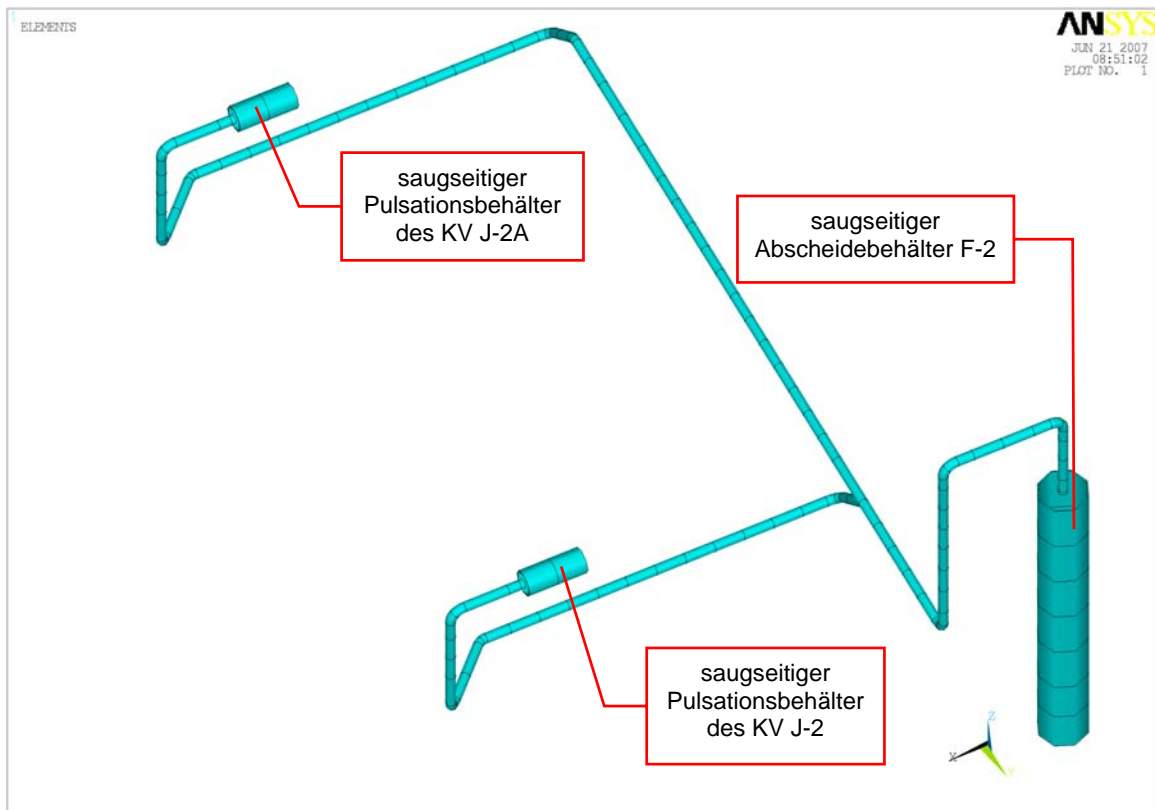 1
ELEMENTS
ANSYS
JUN 21 2007
08:51:02
PLOT NO. 1
saugseitiger
Pulsationsbehälter
des KV J-2A
saugseitiger
Abscheidebehälter F-2
saugseitiger
Pulsationsbehälter
des KV J-2
Z
X
Y